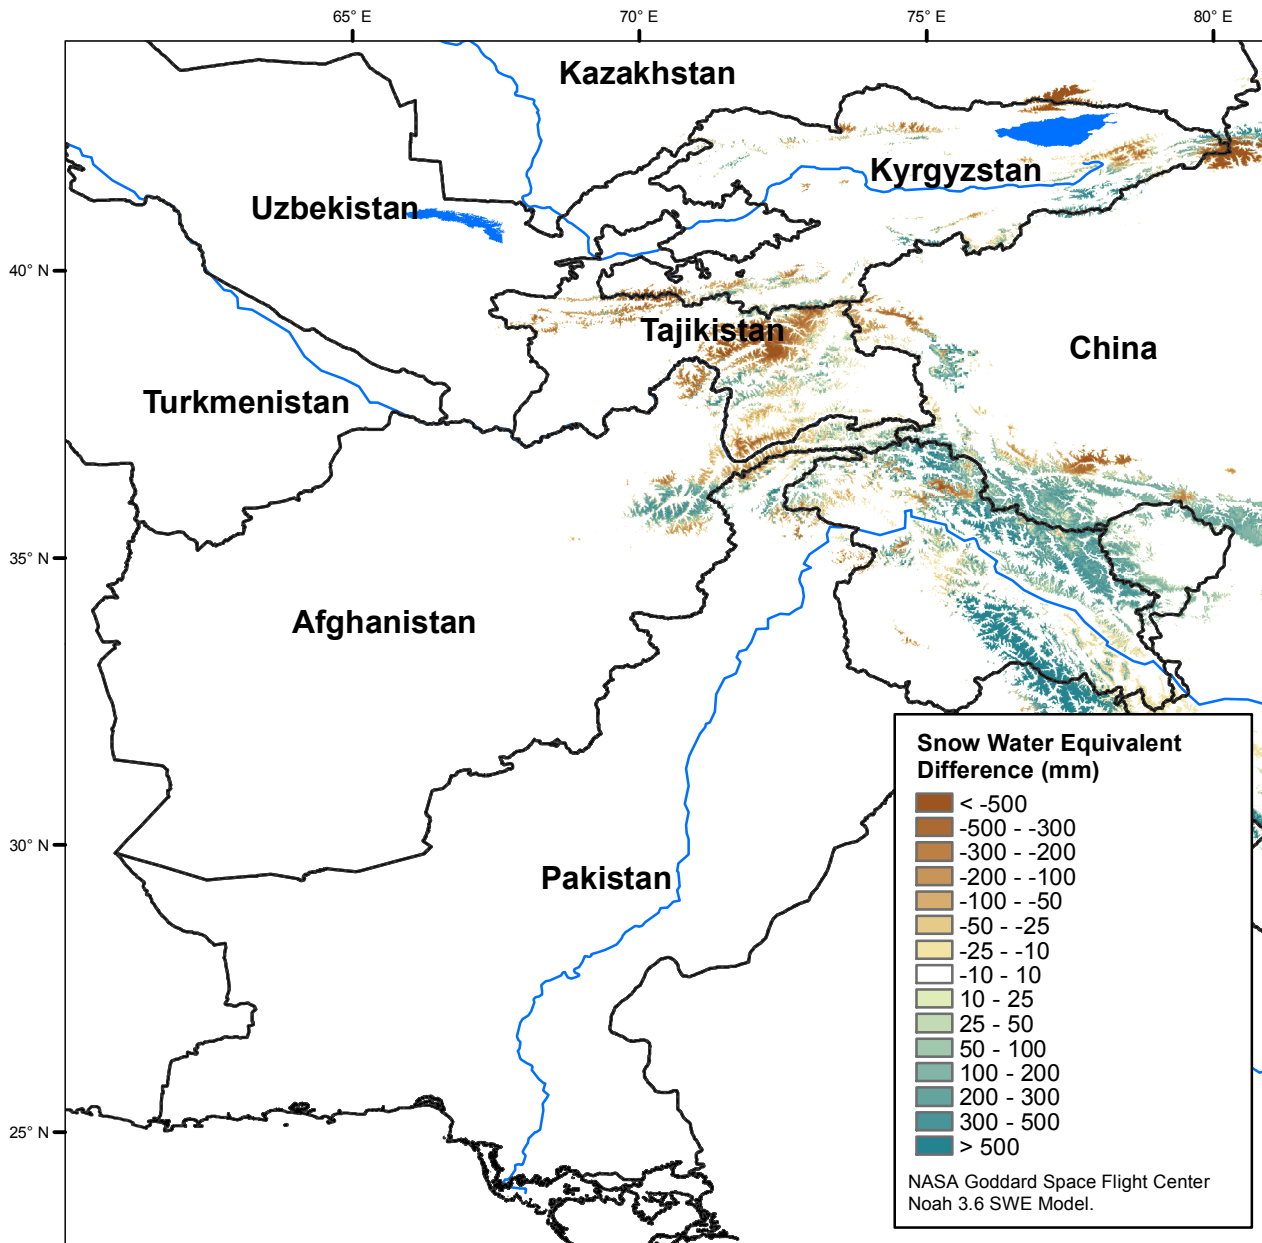 65° E
70° E
75° E
80° E
Kazakhstan
Kyrgyzstan
Uzbekistan
40° N
Tajikistan
China
Turkmenistan
35° N
Afghanistan
30° N
Pakistan
25° N
Snow Water Equivalent
Difference (mm)
< -500
-500 - -300
-300 - -200
-200 - -100
-100 - -50
-50 - -25
-25 - -10
-10 - 10
10 - 25
25 - 50
50 - 100
100 - 200
200 - 300
300 - 500
> 500
NASA Goddard Space Flight Center
Noah 3.6 SWE Model.